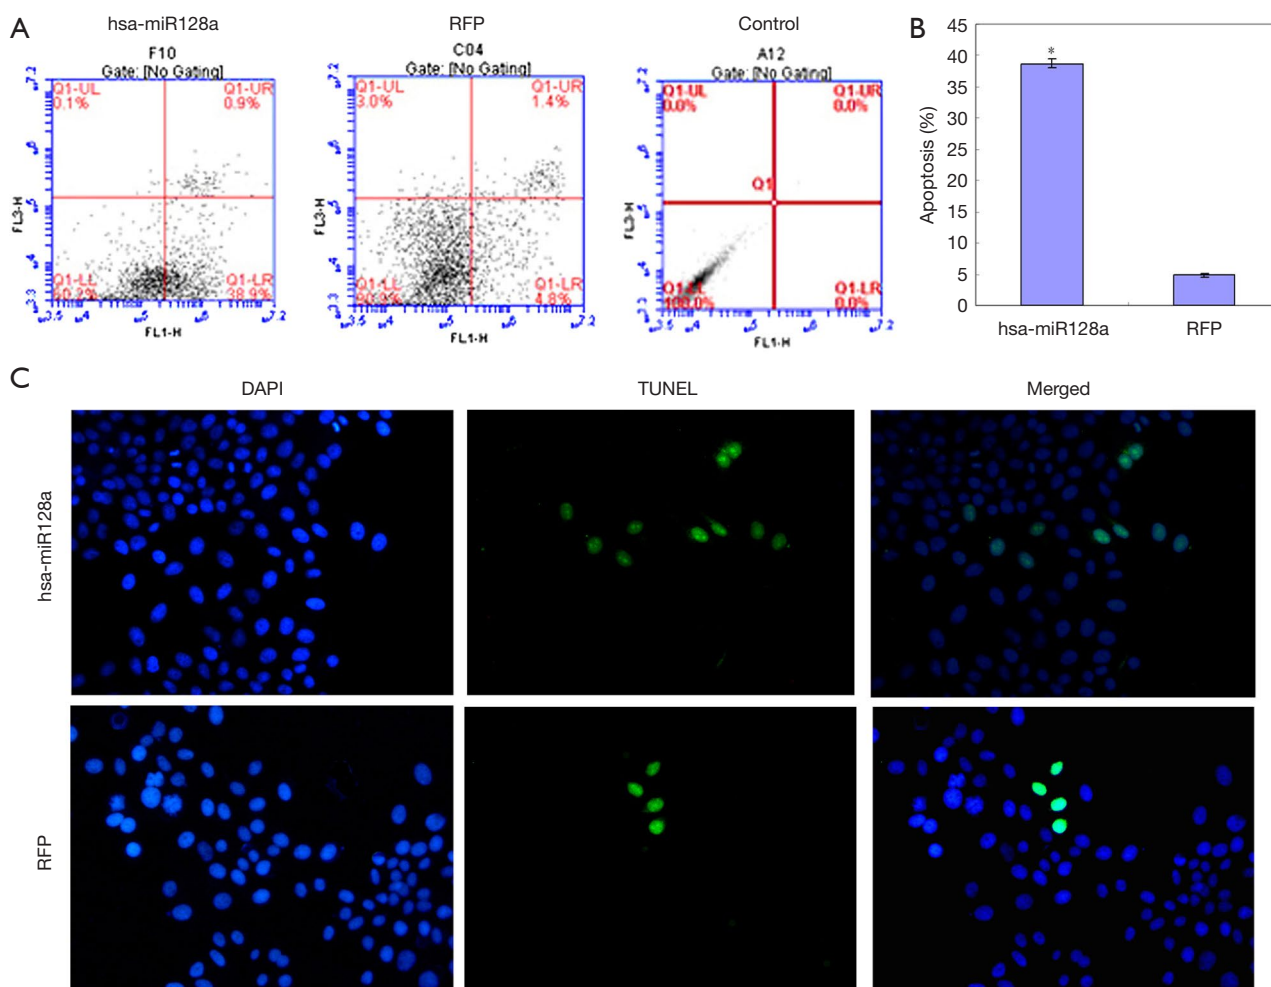 A
hsa-miR128a
F10
Gate: [No Gating]
Q1-UL
0.1%
Q1-UR
0.9%
Q1-LL
Q1-LR
38.9%
FL3-H
FL1-H
RFP
C04
Gate: [No Gating]
Q1-UL
3.0%
Q1-UR
1.4%
Q1-LL
Q1-LR
4.8%
FL3-H
FL1-H
Control
A12
Gate: [No Gating]
Q1-UL
0.0%
Q1-UR
0.0%
Q1
Q1-LL
100.0%
Q1-LR
0.0%
FL3-H
FL1-H
B
Apoptosis (%)
45
40
35
30
25
20
15
10
5
0
*
hsa-miR128a
RFP
C
DAPI
TUNEL
Merged
hsa-miR128a
RFP